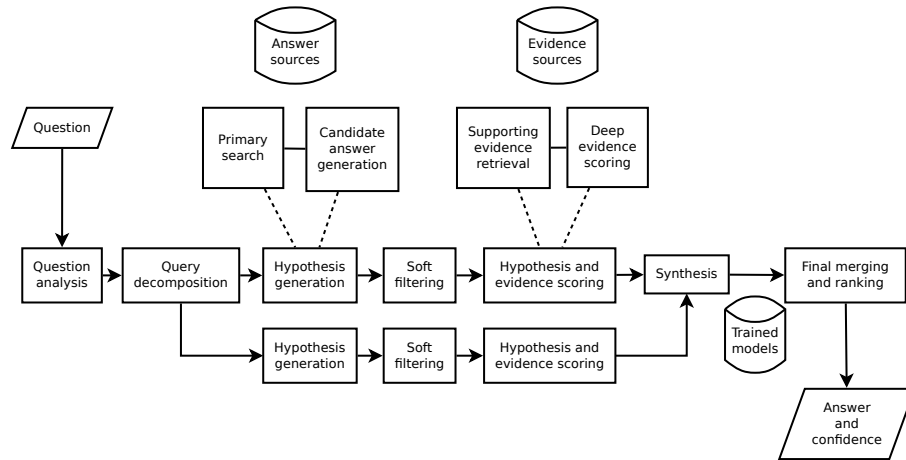 Answer
sources
Evidence
sources
Question
Primary
search
Candidate
answer
generation
Supporting
evidence
retrieval
Deep
evidence
scoring
Question
analysis
Query
decomposition
Hypothesis
generation
Soft
filtering
Hypothesis and
evidence scoring
Synthesis
Final merging
and ranking
Hypothesis
generation
Soft
filtering
Hypothesis and
evidence scoring
Trained
models
Answer
and
confidence